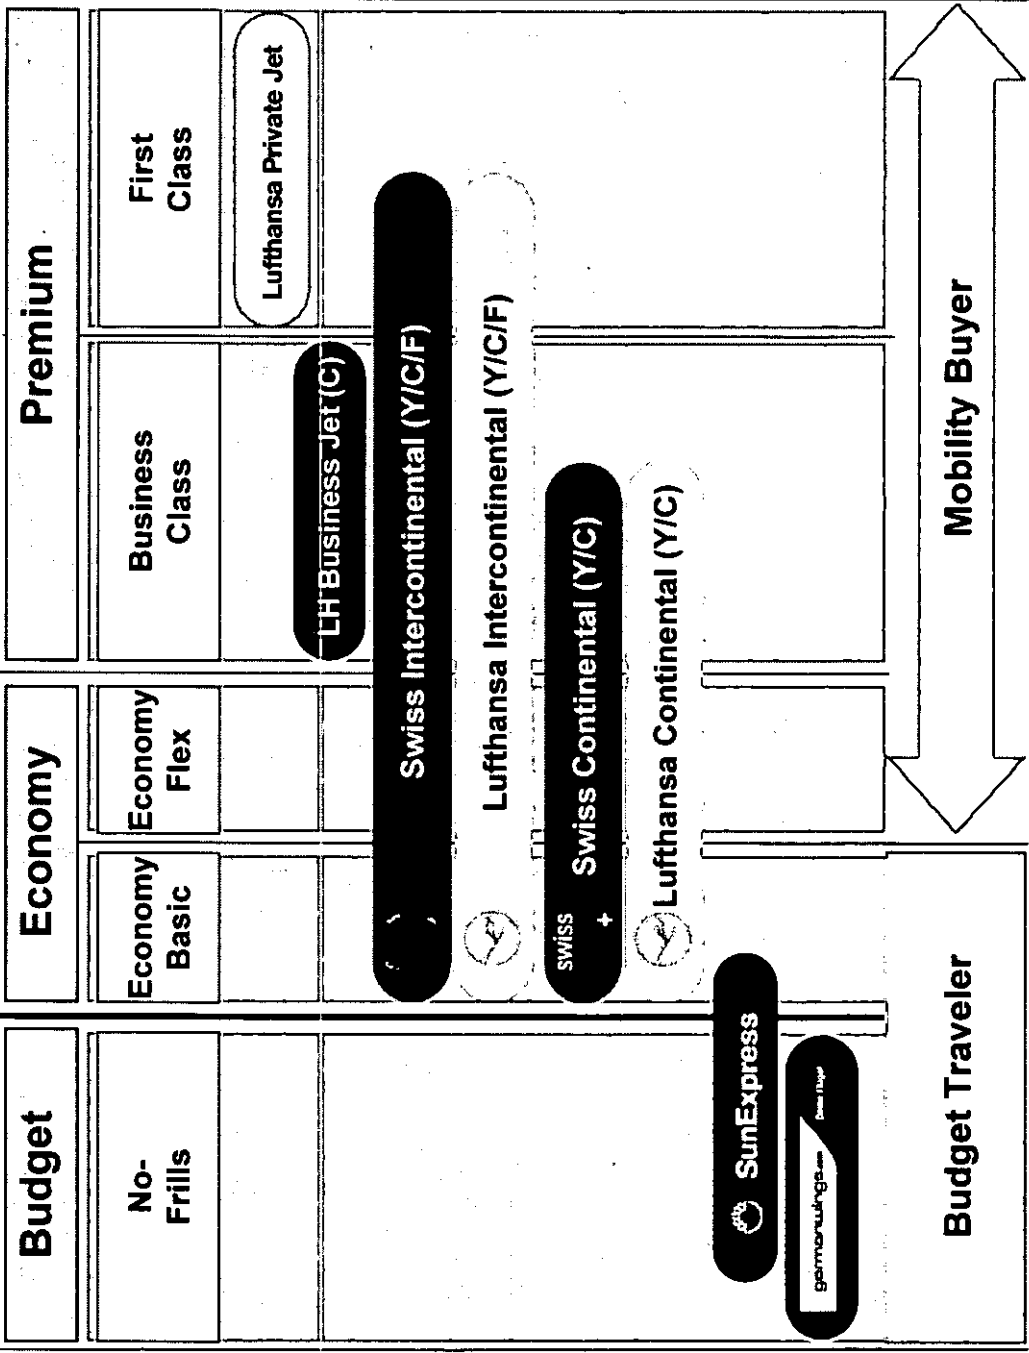 Budget
Economy
Premium
No-
Frills
Economy
Basic
Economy
Flex
Business
Class
First
Class
Lufthansa Private Jet
LH Business Jet (C)
Swiss Intercontinental (Y/C/F)
Lufthansa Intercontinental (Y/C/F)
swiss
+
Swiss Continental (Y/C)
Lufthansa Continental (Y/C)
SunExpress
germanwings
Budget Traveler
Mobility Buyer